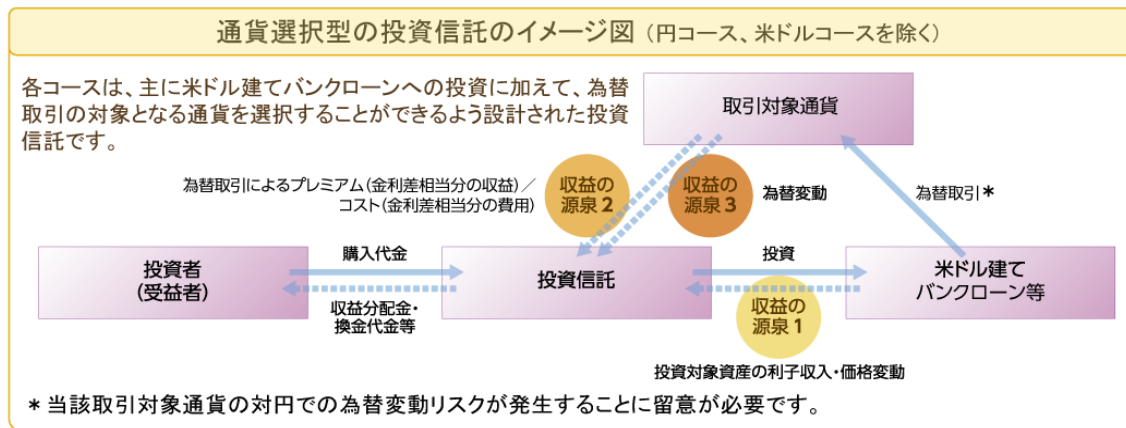 通貨選択型の投資信託のイメージ図（円コース、米ドルコースを除く）
各コースは、主に米ドル建てバンクローンへの投資に加えて、為替
取引の対象となる通貨を選択することができるよう設計された投資
信託です。
取引対象通貨
為替取引によるプレミアム（金利差相当分の収益）／
コスト（金利差相当分の費用）
収益の
源泉2
収益の
源泉3
為替変動
為替取引＊
投資者
（受益者）
購入代金
収益分配金・
換金代金等
投資信託
投資
収益の
源泉1
米ドル建て
バンクローン等
投資対象資産の利子収入・価格変動
＊当該取引対象通貨の対円での為替変動リスクが発生することに留意が必要です。